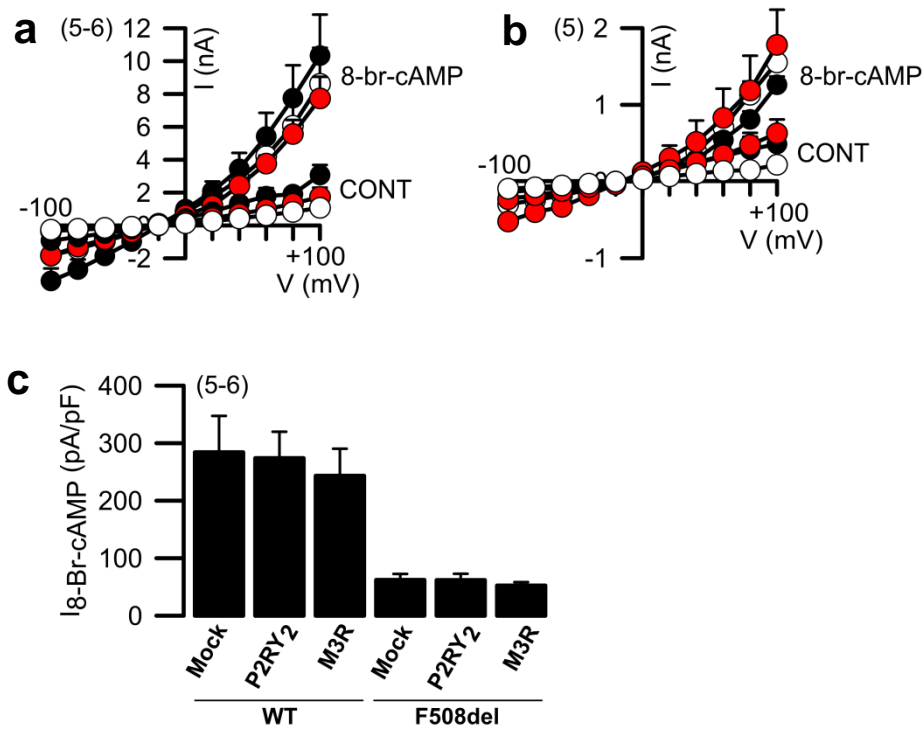 a
(5-6)
12
10
8
6
4
2
-2
I (nA)
8-br-cAMP
CONT
-100
+100
V (mV)
b
(5)
2
1
-1
I (nA)
8-br-cAMP
CONT
-100
+100
V (mV)
c
(5-6)
400
300
200
100
0
I8-Br-cAMP (pA/pF)
Mock
P2RY2
M3R
Mock
P2RY2
M3R
WT
F508del